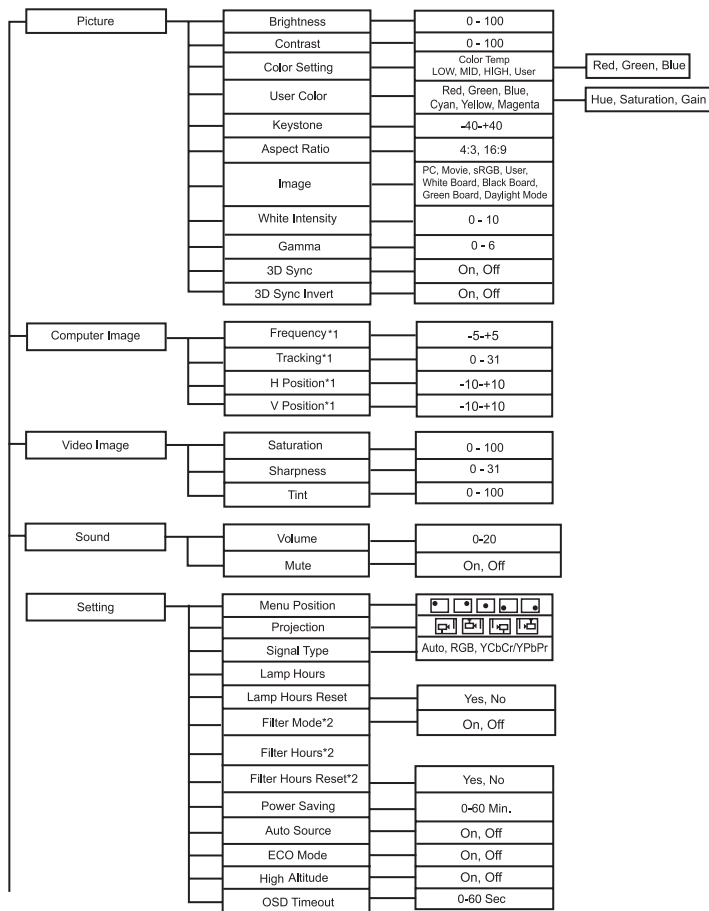 Picture
Brightness
0 - 100
Contrast
0 - 100
Color Setting
Color Temp
LOW, MID, HIGH, User
Red, Green, Blue
User Color
Red, Green, Blue,
Cyan, Yellow, Magenta
Hue, Saturation, Gain
Keystone
-40-+40
Aspect Ratio
4:3, 16:9
Image
PC, Movie, sRGB, User,
White Board, Black Board,
Green Board, Daylight Mode
White Intensity
0 - 10
Gamma
0 - 6
3D Sync
On, Off
3D Sync Invert
On, Off
Computer Image
Frequency*1
-5-+5
Tracking*1
0 - 31
H Position*1
-10-+10
V Position*1
-10-+10
Video Image
Saturation
0 - 100
Sharpness
0 - 31
Tint
0 - 100
Sound
Volume
0-20
Mute
On, Off
Setting
Menu Position
Projection
Signal Type
Auto, RGB, YCbCr/YPbPr
Lamp Hours
Lamp Hours Reset
Yes, No
Filter Mode*2
On, Off
Filter Hours*2
Filter Hours Reset*2
Yes, No
Power Saving
0-60 Min.
Auto Source
On, Off
ECO Mode
On, Off
High Altitude
On, Off
OSD Timeout
0-60 Sec